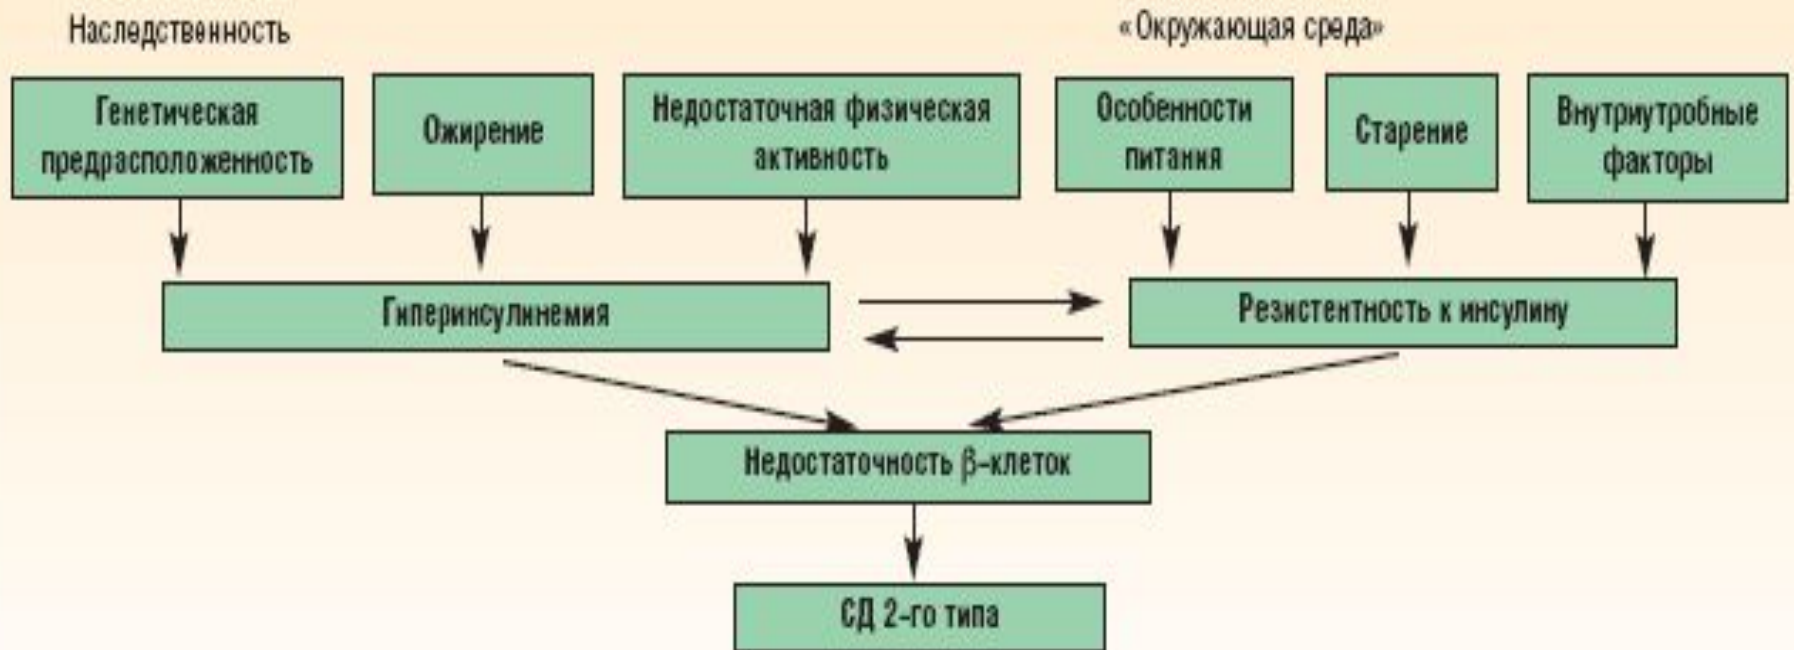 Наследственность
«Окружающая среда»
Генетическая
предрасположенность
Ожирение
Недостаточная физическая
активность
Особенности
питания
Старение
Внутриутробные
факторы
Гиперинсулинемия
Резистентность к инсулину
Недостаточность β-клеток
СД 2-го типа